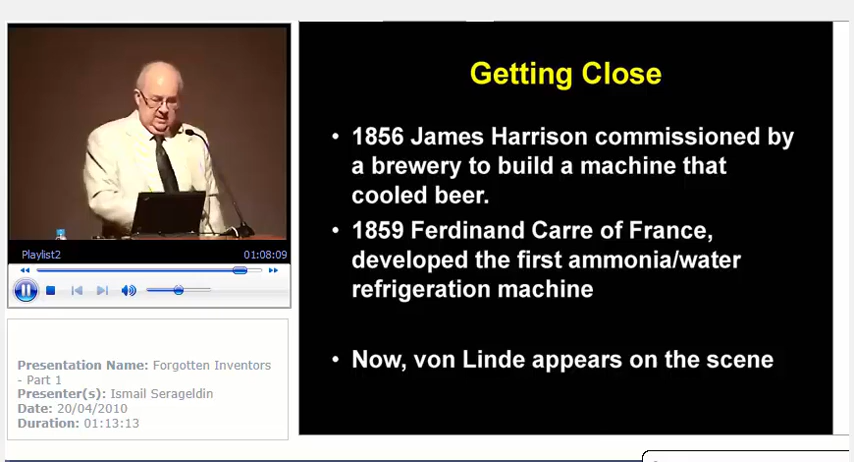 Getting Close
• 1856 James Harrison commissioned by
a brewery to build a machine that
cooled beer.
• 1859 Ferdinand Carre of France,
developed the first ammonia/water
refrigeration machine
• Now, von Linde appears on the scene
Playlist2
01:08:09
Presentation Name: Forgotten Inventors
- Part 1
Presenter(s): Ismail Serageldin
Date: 20/04/2010
Duration: 01:13:13